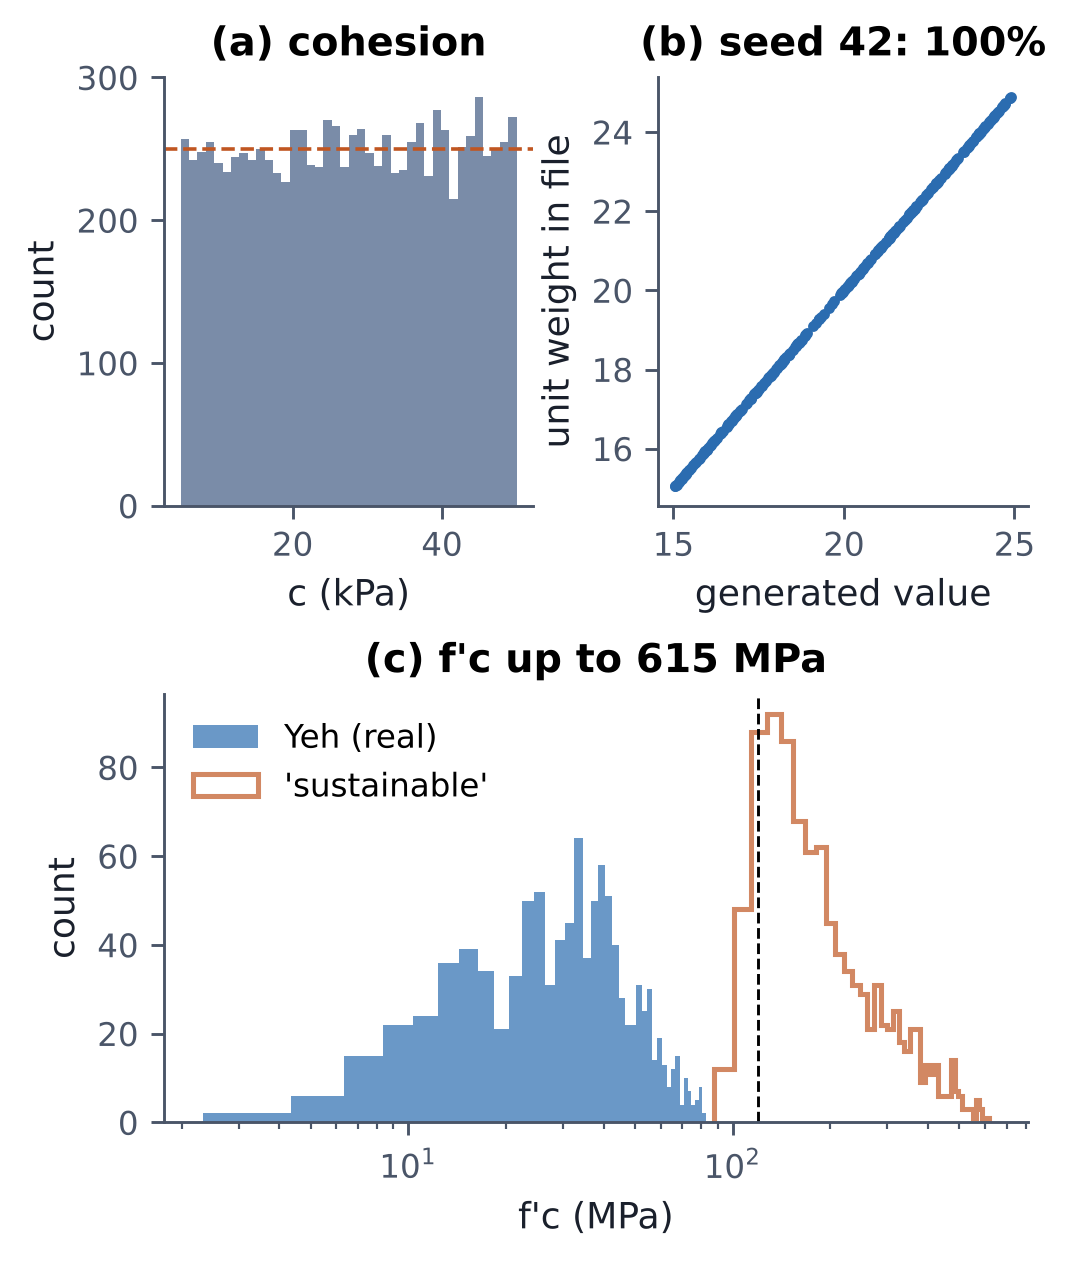 (a) cohesion
300
200
100
0
count
20
40
c (kPa)
(b) seed 42: 100%
24
22
20
18
16
unit weight in file
15
20
25
generated value
(c) f'c up to 615 MPa
Yeh (real)
'sustainable'
80
60
40
20
0
count
10¹
10²
f'c (MPa)